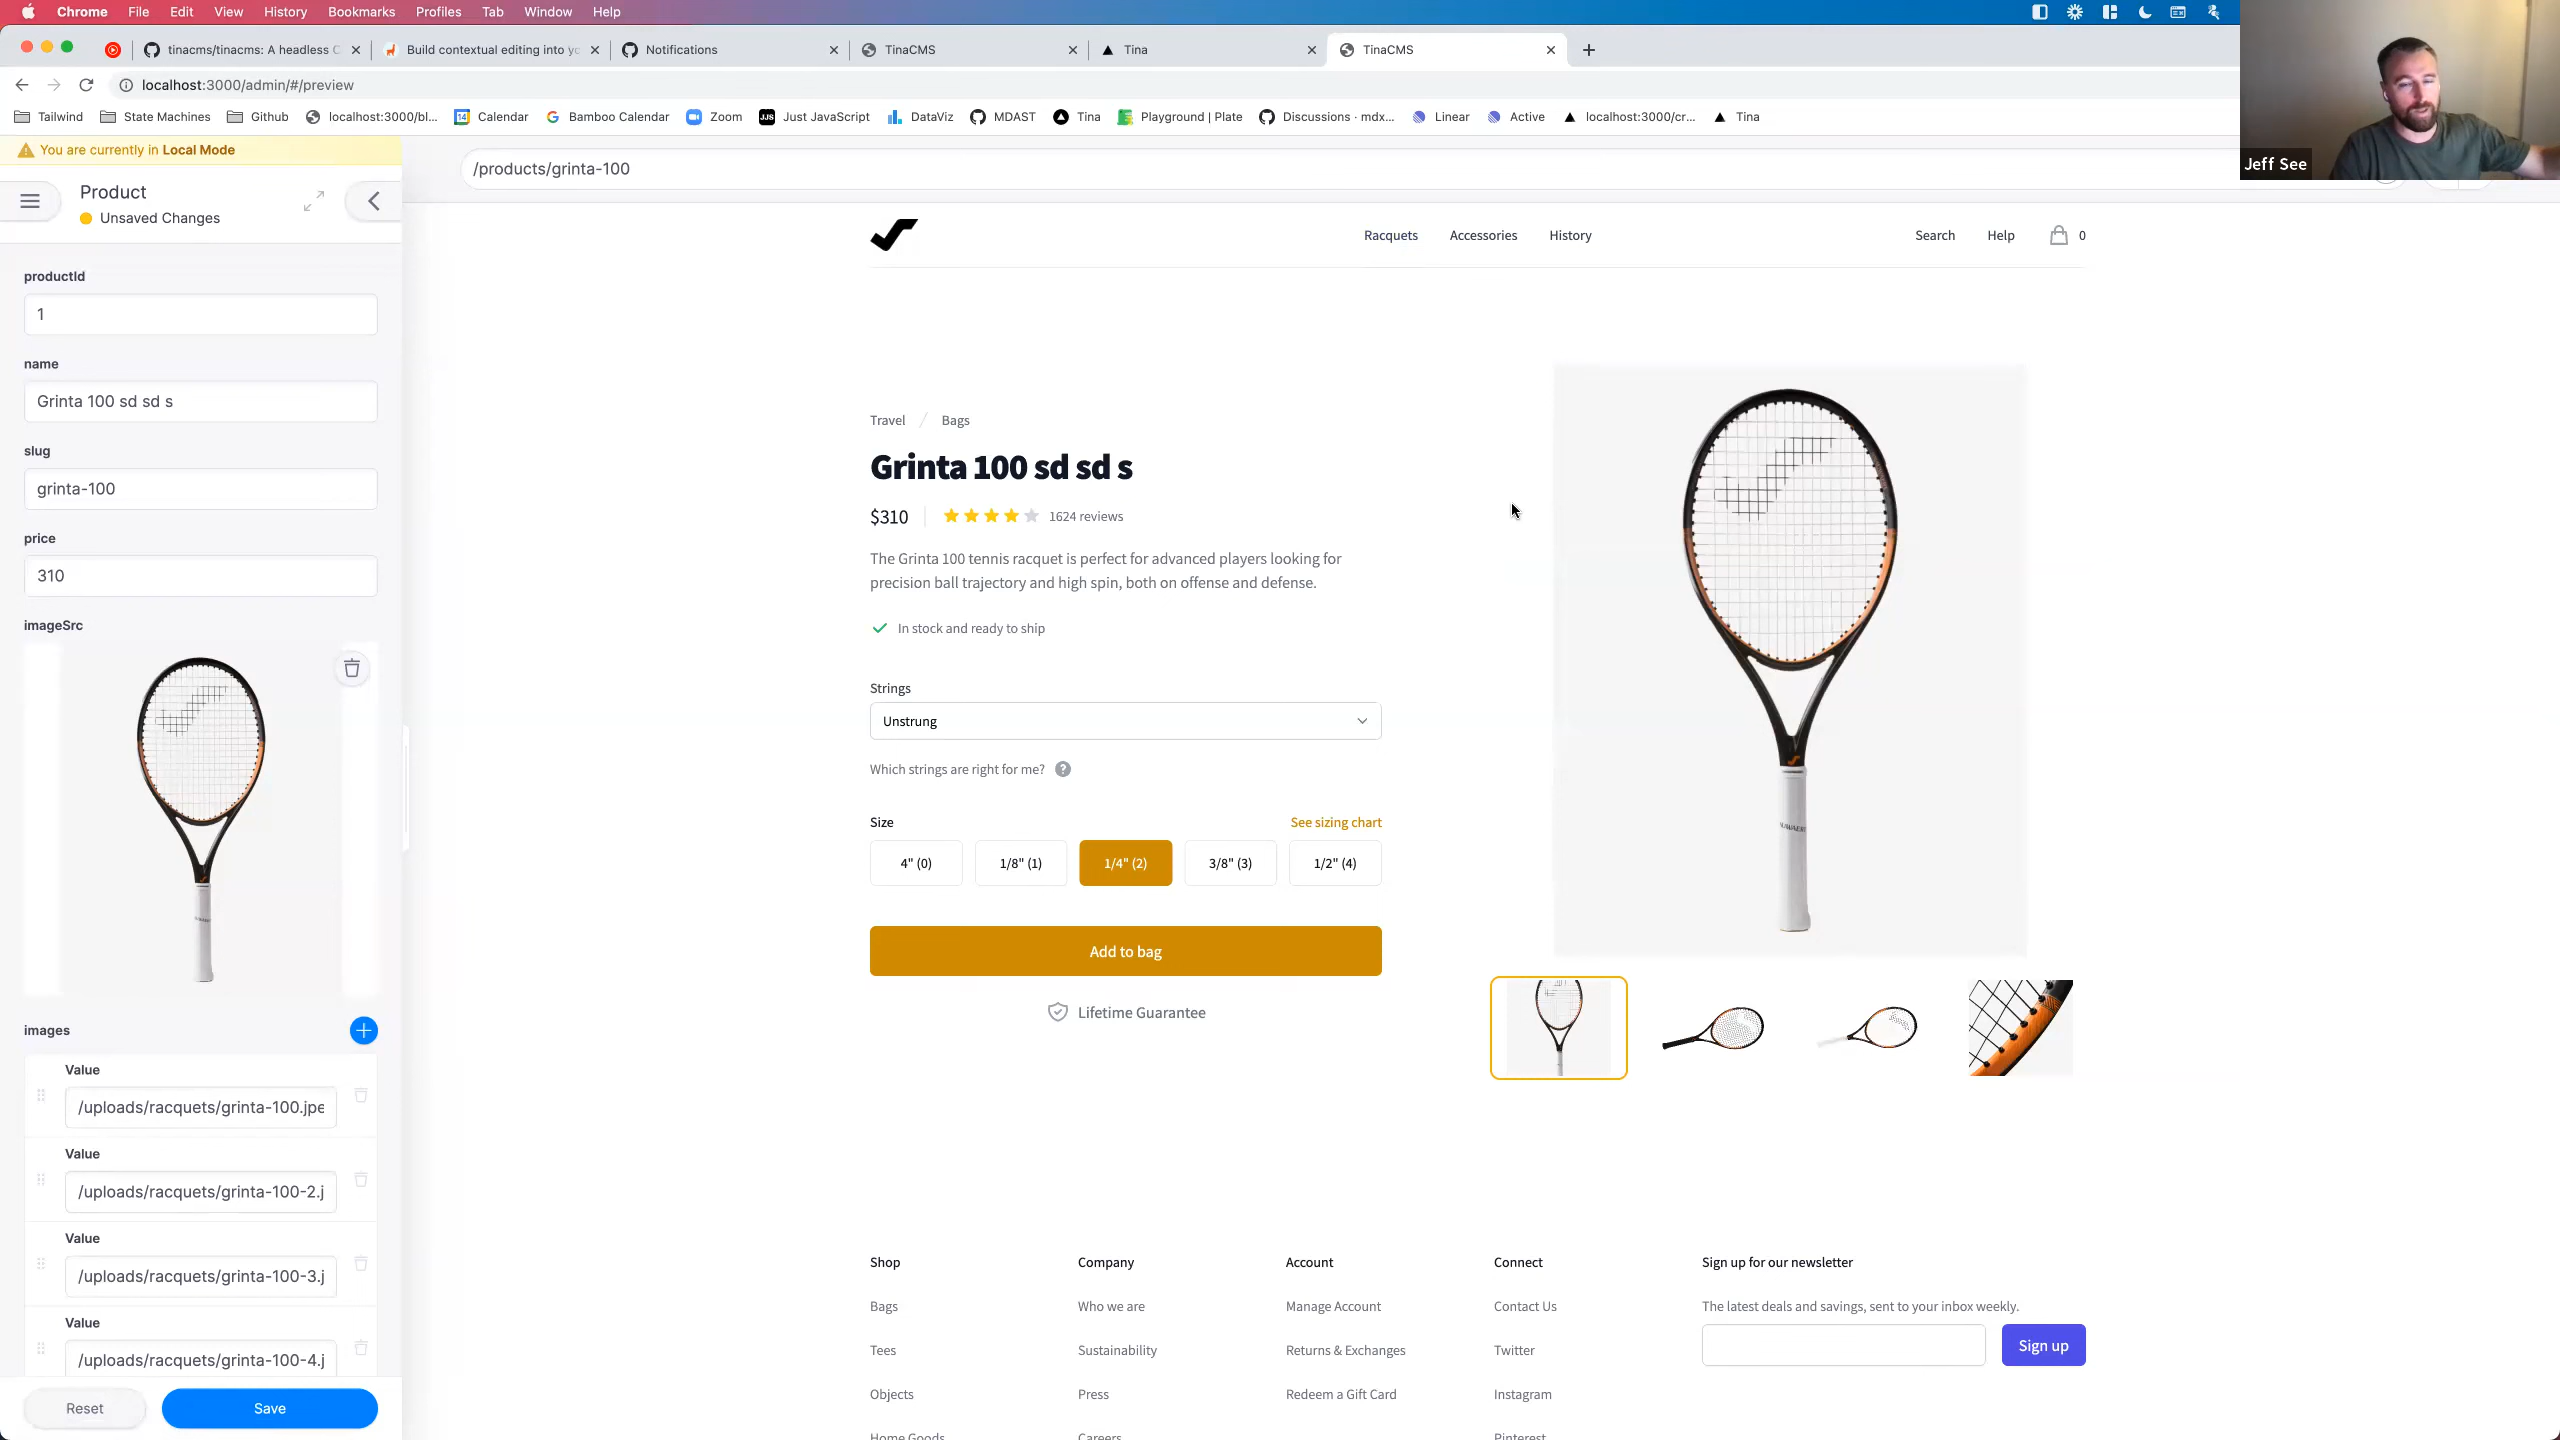 Chrome File Edit View History Bookmarks Profiles Tab Window Help
tinacms/tinacms: A headless C
Build contextual editing into yo
Notifications
TinaCMS
Tina
TinaCMS
localhost:3000/admin/#/preview
Tailwind
State Machines
Github
localhost:3000/bl...
Calendar
Bamboo Calendar
Zoom
JJS Just JavaScript
DataViz
MDAST
Tina
Playground | Plate
Discussions · mdx...
Linear
Active
localhost:3000/cr...
Tina
Jeff See
You are currently in Local Mode
Product
Unsaved Changes
productId
1
name
Grinta 100 sd sd s
slug
grinta-100
price
310
imageSrc
images
Value
/uploads/racquets/grinta-100.jpe
Value
/uploads/racquets/grinta-100-2.j
Value
/uploads/racquets/grinta-100-3.j
Value
/uploads/racquets/grinta-100-4.j
Reset
Save
/products/grinta-100
Racquets Accessories History
Search Help 0
Travel / Bags
Grinta 100 sd sd s
$310
1624 reviews
The Grinta 100 tennis racquet is perfect for advanced players looking for
precision ball trajectory and high spin, both on offense and defense.
In stock and ready to ship
Strings
Unstrung
Which strings are right for me? ?
Size See sizing chart
4" (0) 1/8" (1) 1/4" (2) 3/8" (3) 1/2" (4)
Add to bag
Lifetime Guarantee
Shop
Bags
Tees
Objects
Home Goods
Company
Who we are
Sustainability
Press
Careers
Account
Manage Account
Returns & Exchanges
Redeem a Gift Card
Connect
Contact Us
Twitter
Instagram
Pinterest
Sign up for our newsletter
The latest deals and savings, sent to your inbox weekly.
Sign up